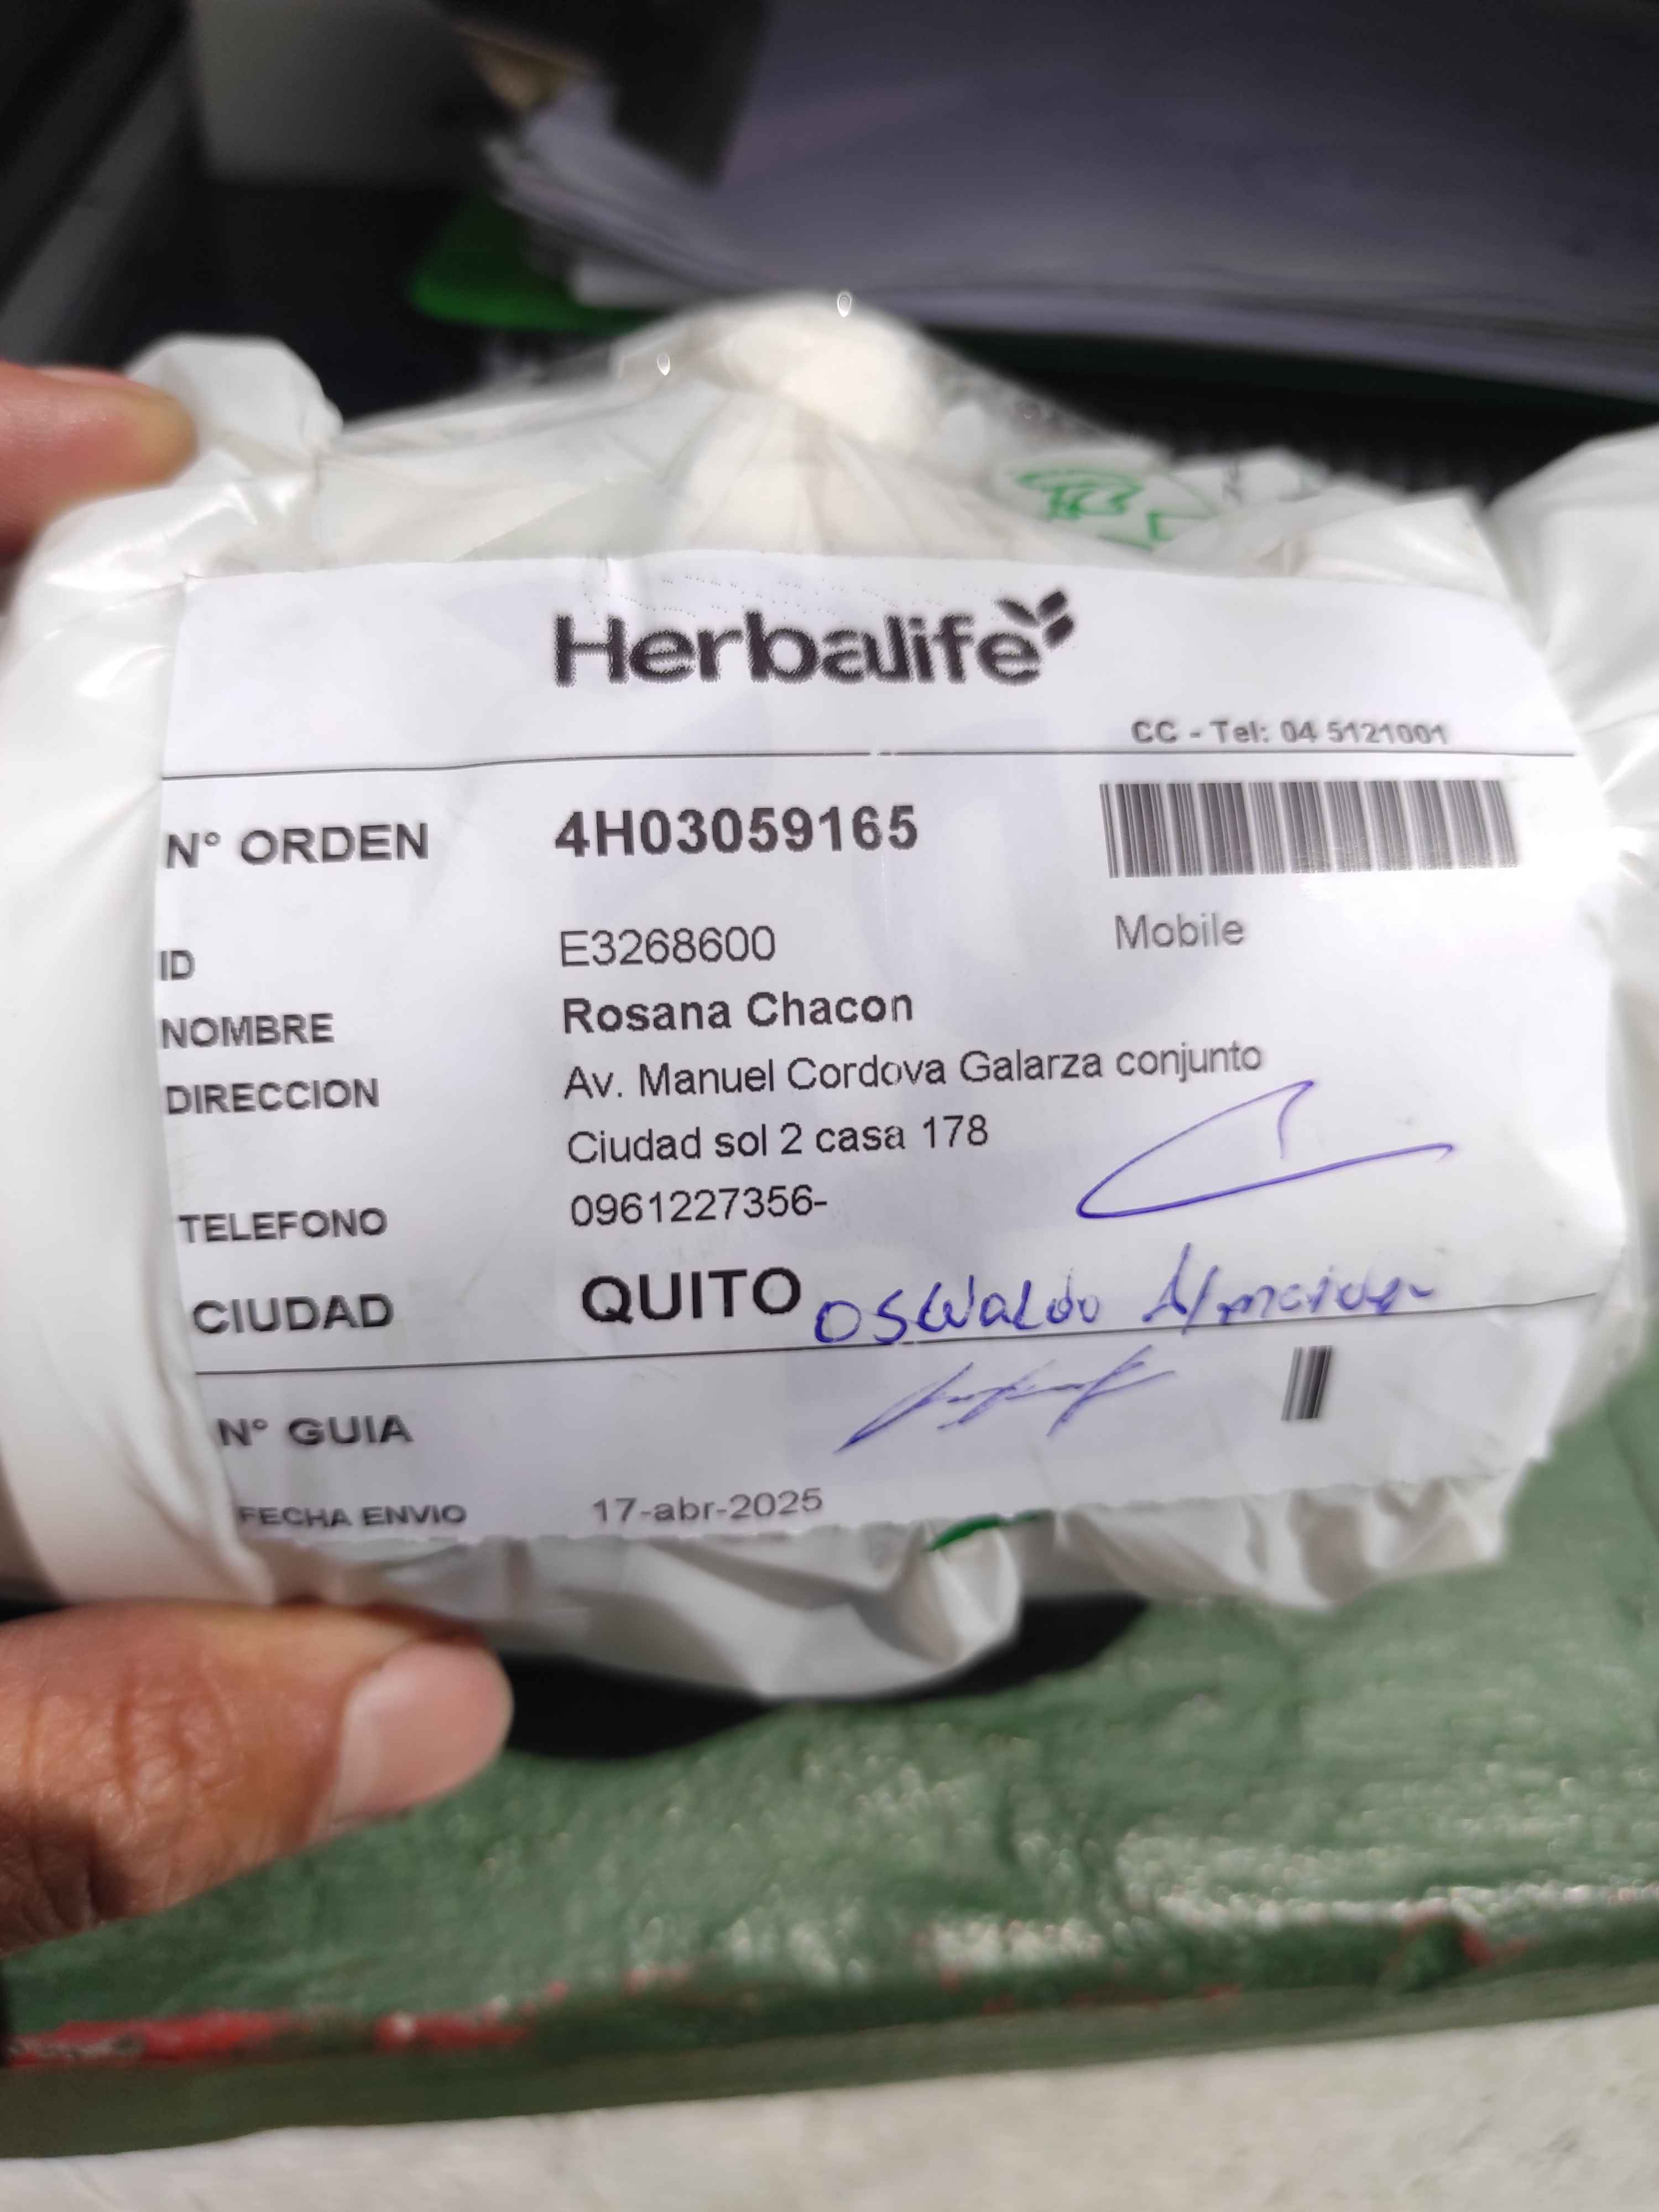 Herbalife
CC - Tel: 04 5121001
N° ORDEN 4H03059165
ID E3268600 Mobile
NOMBRE Rosana Chacon
DIRECCION Av. Manuel Cordova Galarza conjunto
Ciudad sol 2 casa 178
TELEFONO 0961227356-
CIUDAD QUITO OSWaLdo
N° GUIA
FECHA ENVIO 17-abr-2025